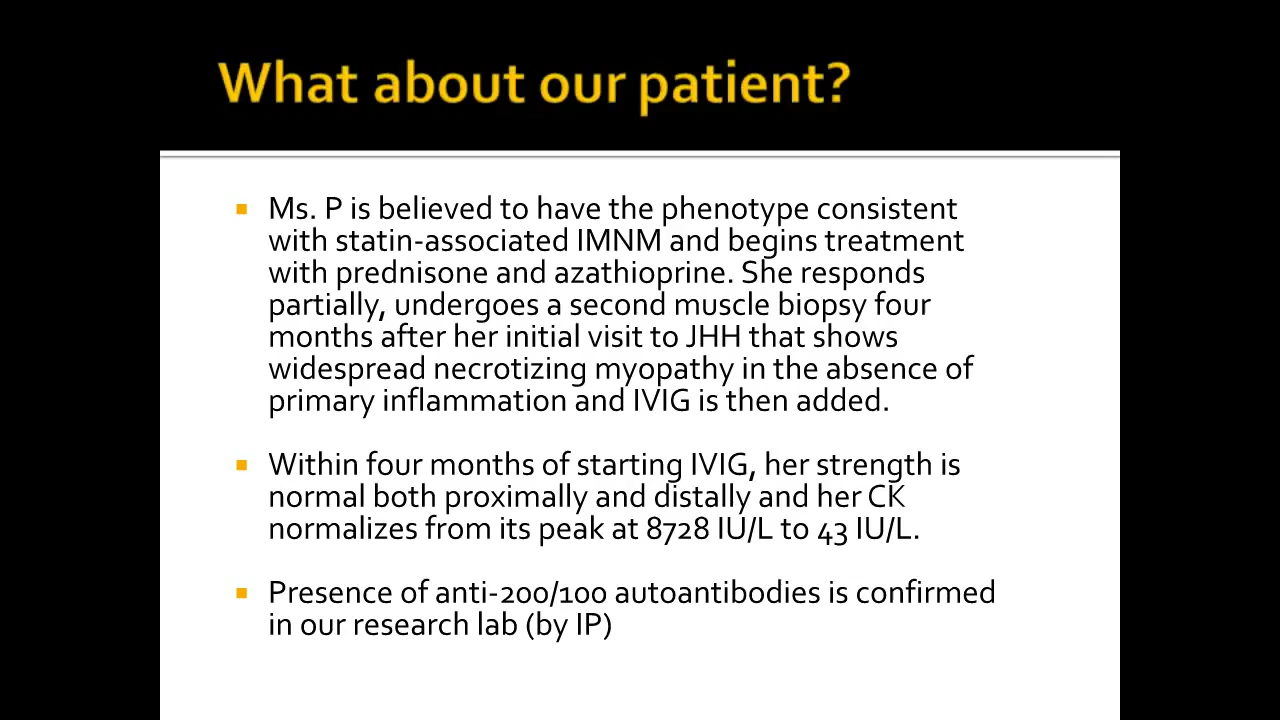 What about our patient?
Ms. P is believed to have the phenotype consistent
with statin-associated IMNM and begins treatment
with prednisone and azathioprine. She responds
partially, undergoes a second muscle biopsy four
months after her initial visit to JHH that shows
widespread necrotizing myopathy in the absence of
primary inflammation and IVIG is then added.
Within four months of starting IVIG, her strength is
normal both proximally and distally and her CK
normalizes from its peak at 8728 IU/L to 43 IU/L.
Presence of anti-200/100 autoantibodies is confirmed
in our research lab (by IP)